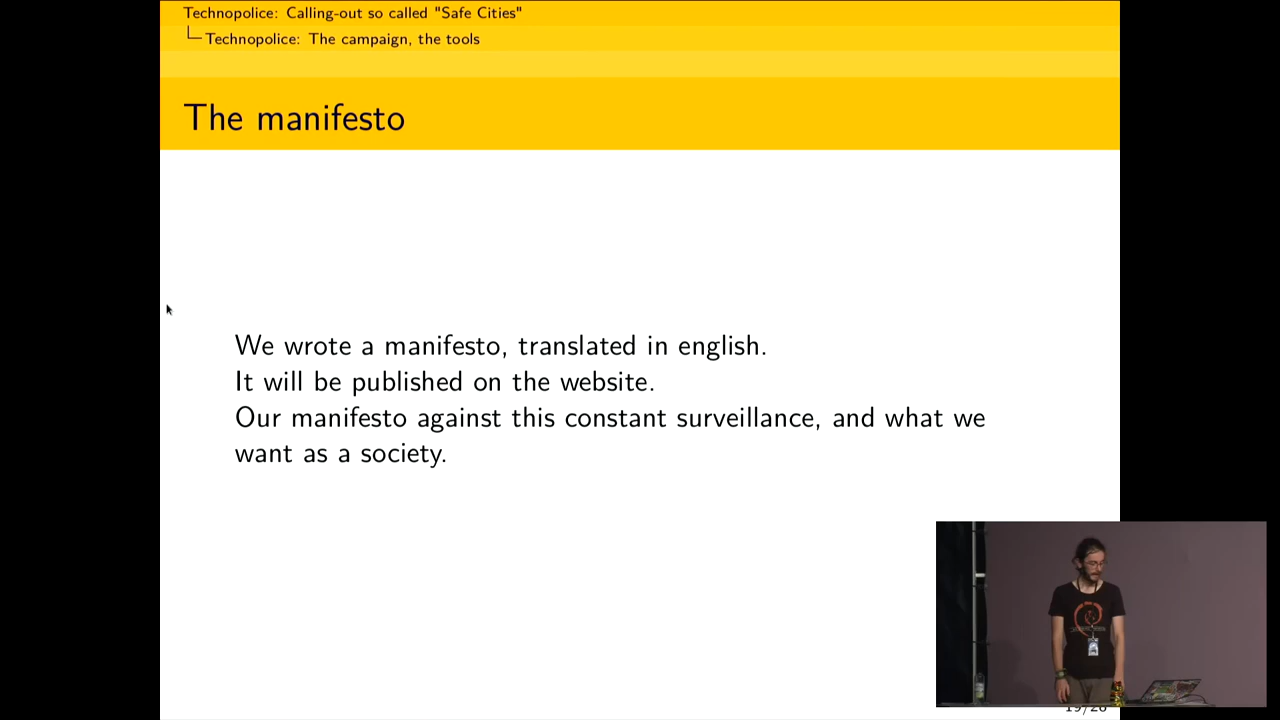 Technopolice: Calling-out so called "Safe Cities"
Technopolice: The campaign, the tools
The manifesto
We wrote a manifesto, translated in english.
It will be published on the website.
Our manifesto against this constant surveillance, and what we
want as a society.